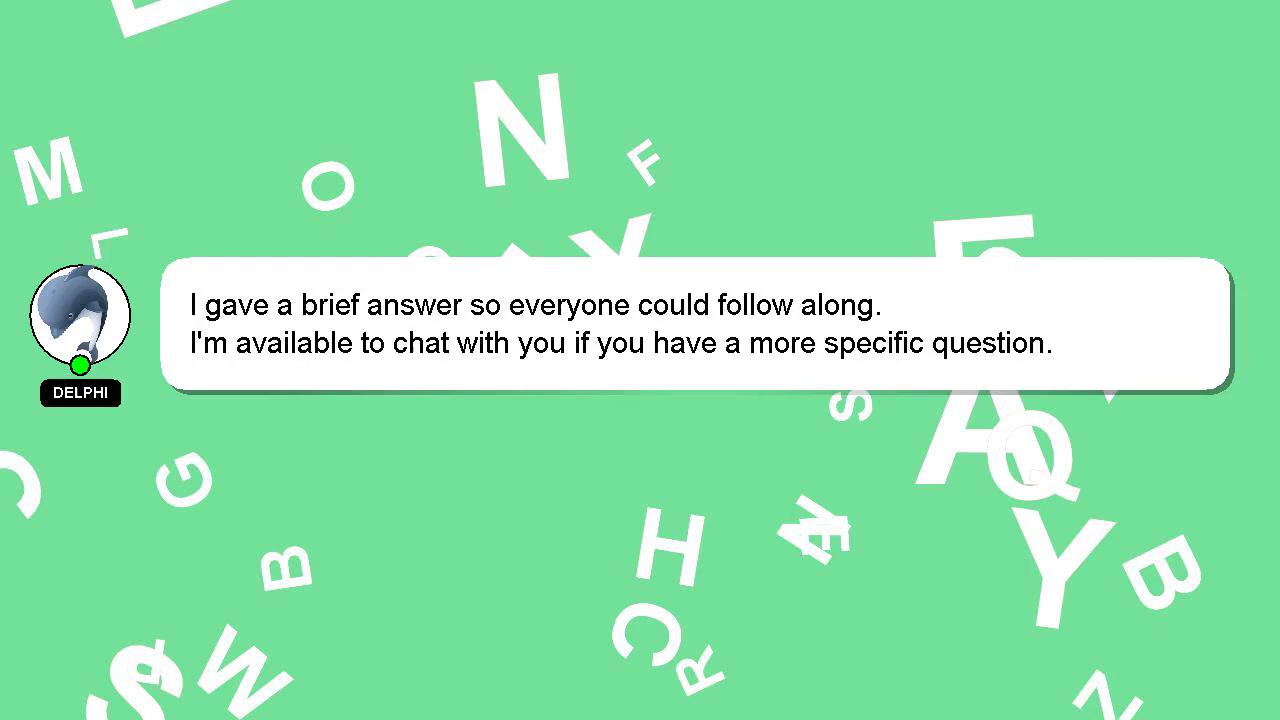 N
F
M
O
L
I gave a brief answer so everyone could follow along.
I'm available to chat with you if you have a more specific question.
DELPHI
S
A
Q
C
G
H
Y
B
B
C
R
W
S
N